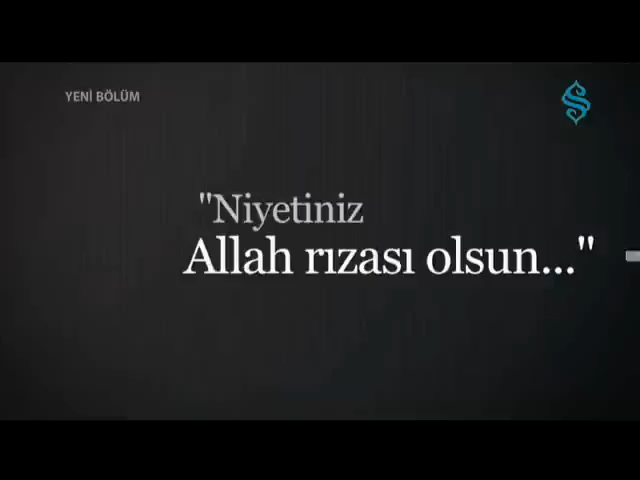 YENİ BÖLÜM
"Niyetiniz
Allah rızası olsun..."